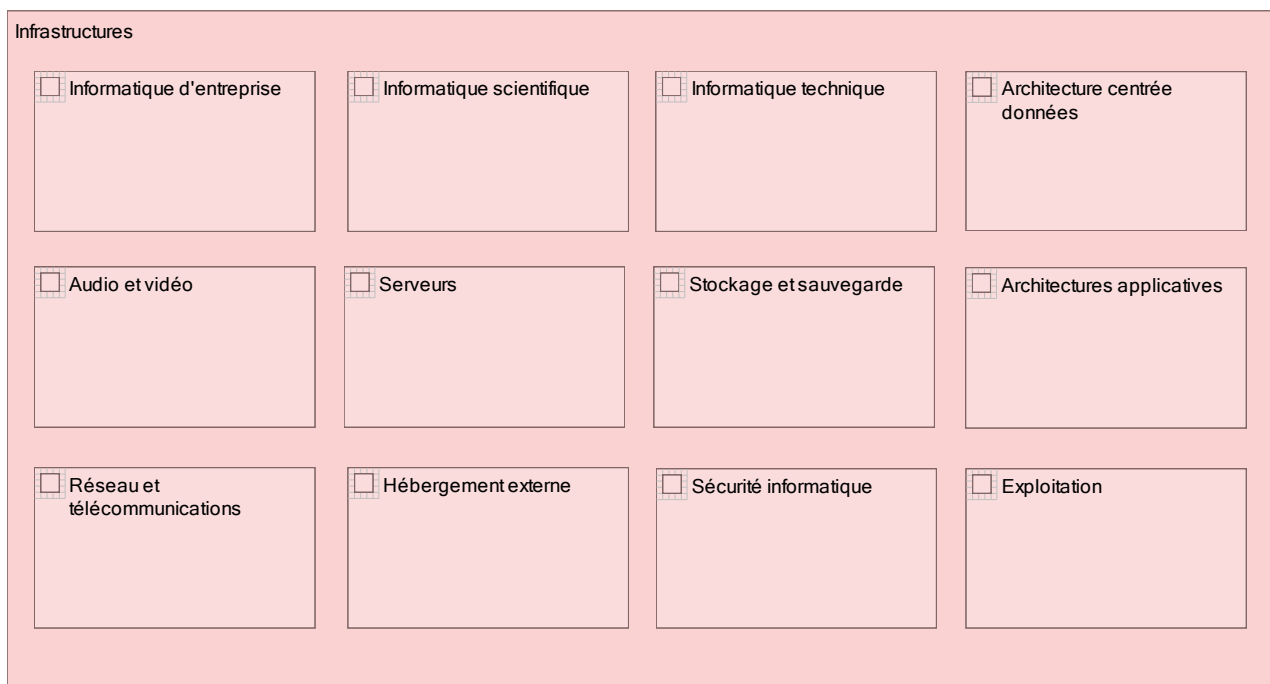 Infrastructures
Informatique d'entreprise
Informatique scientifique
Informatique technique
Architecture centrée
données
Audio et vidéo
Serveurs
Stockage et sauvegarde
Architectures applicatives
Réseau et
télécommunications
Hébergement externe
Sécurité informatique
Exploitation